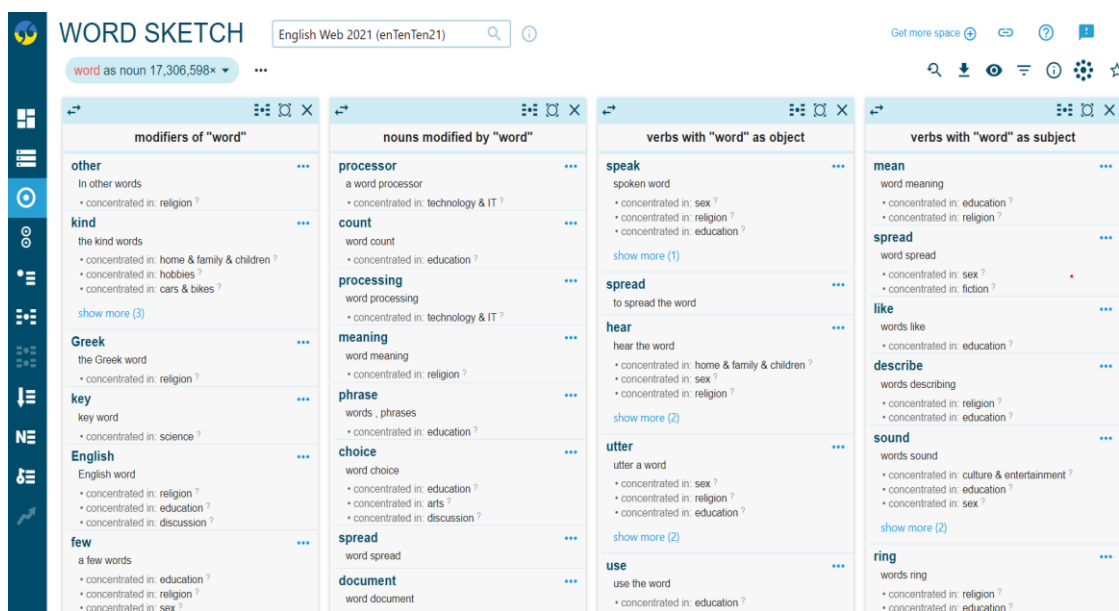 WORD SKETCH
English Web 2021 (enTenTen21)
Get more space
word as noun 17,306,598×
modifiers of "word"
other
In other words
• concentrated in: religion ?
kind
the kind words
• concentrated in: home & family & children ?
• concentrated in: hobbies ?
• concentrated in: cars & bikes ?
show more (3)
Greek
the Greek word
• concentrated in: religion ?
key
key word
• concentrated in: science ?
English
English word
• concentrated in: religion ?
• concentrated in: education ?
• concentrated in: discussion ?
few
a few words
• concentrated in: education ?
• concentrated in: religion ?
• concentrated in: sex ?
nouns modified by "word"
processor
a word processor
• concentrated in: technology & IT ?
count
word count
• concentrated in: education ?
processing
word processing
• concentrated in: technology & IT ?
meaning
word meaning
• concentrated in: religion ?
phrase
words , phrases
• concentrated in: education ?
choice
word choice
• concentrated in: education ?
• concentrated in: arts ?
• concentrated in: discussion ?
spread
word spread
document
word document
verbs with "word" as object
speak
spoken word
• concentrated in: sex ?
• concentrated in: religion ?
• concentrated in: education ?
show more (1)
spread
to spread the word
hear
hear the word
• concentrated in: home & family & children ?
• concentrated in: sex ?
• concentrated in: religion ?
show more (2)
utter
utter a word
• concentrated in: sex ?
• concentrated in: religion ?
• concentrated in: education ?
show more (2)
use
use the word
• concentrated in: education ?
verbs with "word" as subject
mean
word meaning
• concentrated in: education ?
• concentrated in: religion ?
spread
word spread
• concentrated in: sex ?
• concentrated in: fiction ?
like
words like
• concentrated in: education ?
describe
words describing
• concentrated in: religion ?
• concentrated in: education ?
sound
words sound
• concentrated in: culture & entertainment ?
• concentrated in: education ?
• concentrated in: sex ?
show more (2)
ring
words ring
• concentrated in: religion ?
• concentrated in: education ?